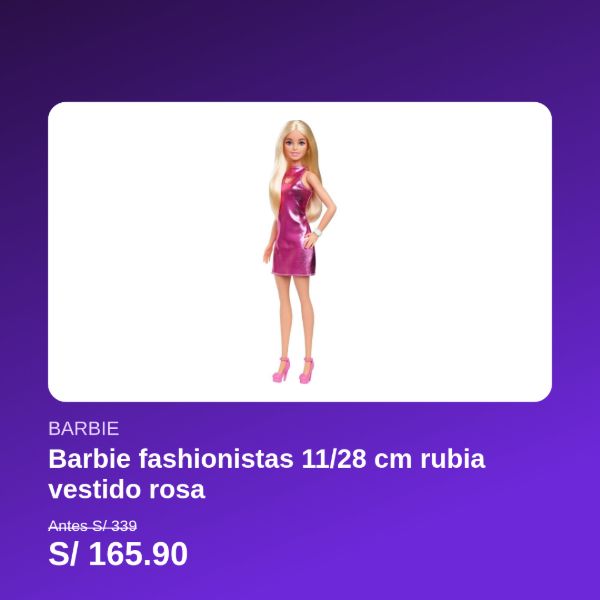 BARBIE
Barbie fashionistas 11/28 cm rubia
vestido rosa
Antes S/ 339
S/ 165.90